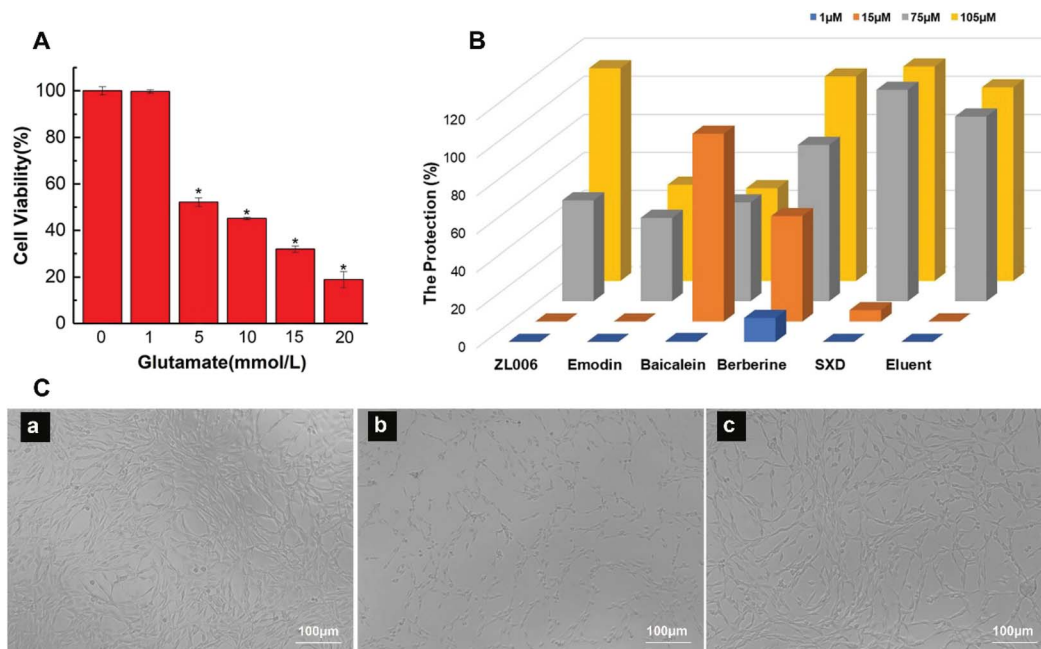 1µM 15µM 75µM 105µM
A
B
Cell Viability(%)
100
80
60
40
20
0
* * * *
0 1 5 10 15 20
Glutamate(mmol/L)
The Protection (%)
120
100
80
60
40
20
0
ZL006 Emodin Baicalein Berberine SXD Eluent
C
a b c
100µm 100µm 100µm